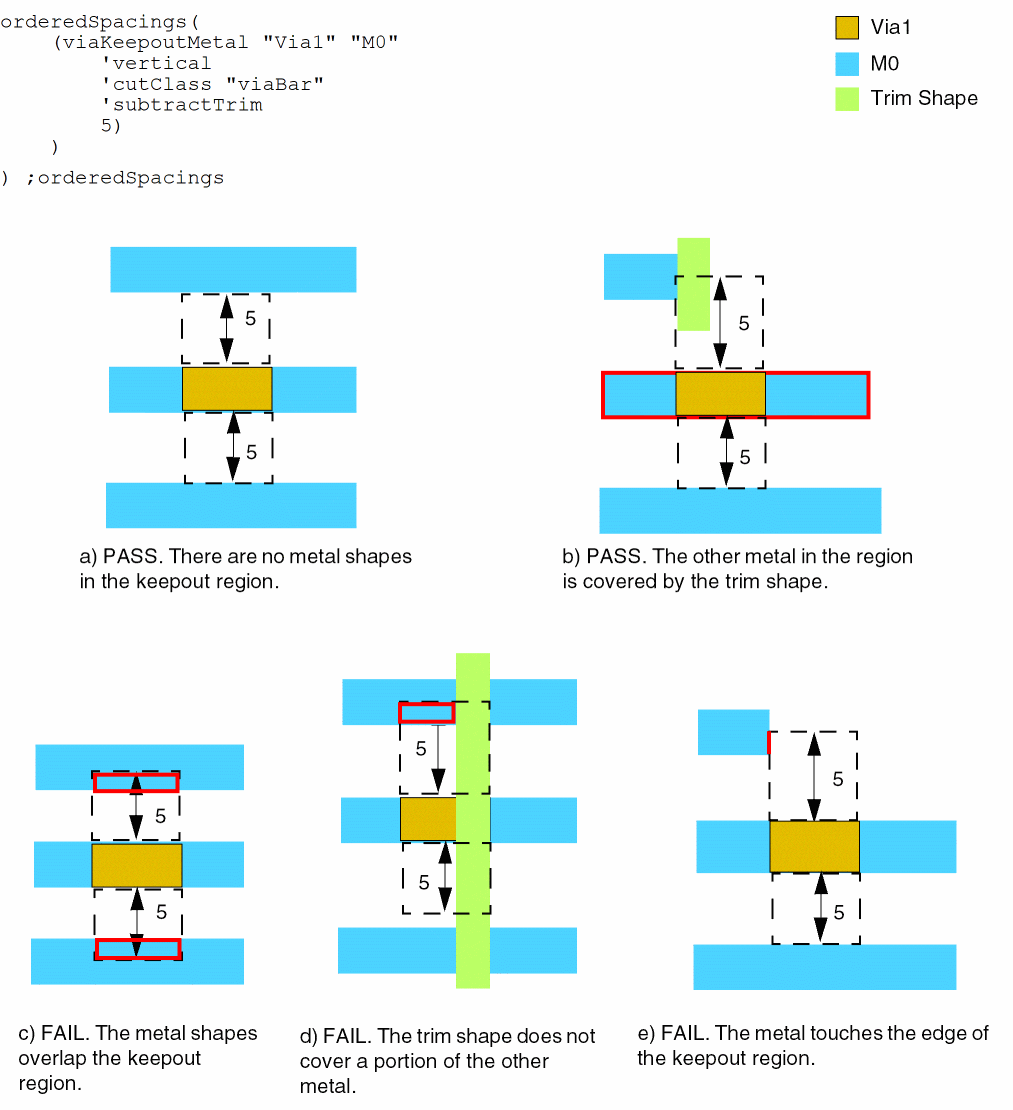 orderedSpacings(
    (viaKeepoutMetal "Via1" "M0"
        'vertical
        'cutClass "viaBar"
        'subtractTrim
        5)
    )
) ;orderedSpacings
Via1
M0
Trim Shape
5
5
a) PASS. There are no metal shapes
in the keepout region.
5
5
b) PASS. The other metal in the region
is covered by the trim shape.
5
5
c) FAIL. The metal shapes
overlap the keepout
region.
5
5
d) FAIL. The trim shape does not
cover a portion of the other
metal.
5
5
e) FAIL. The metal touches the edge of
the keepout region.